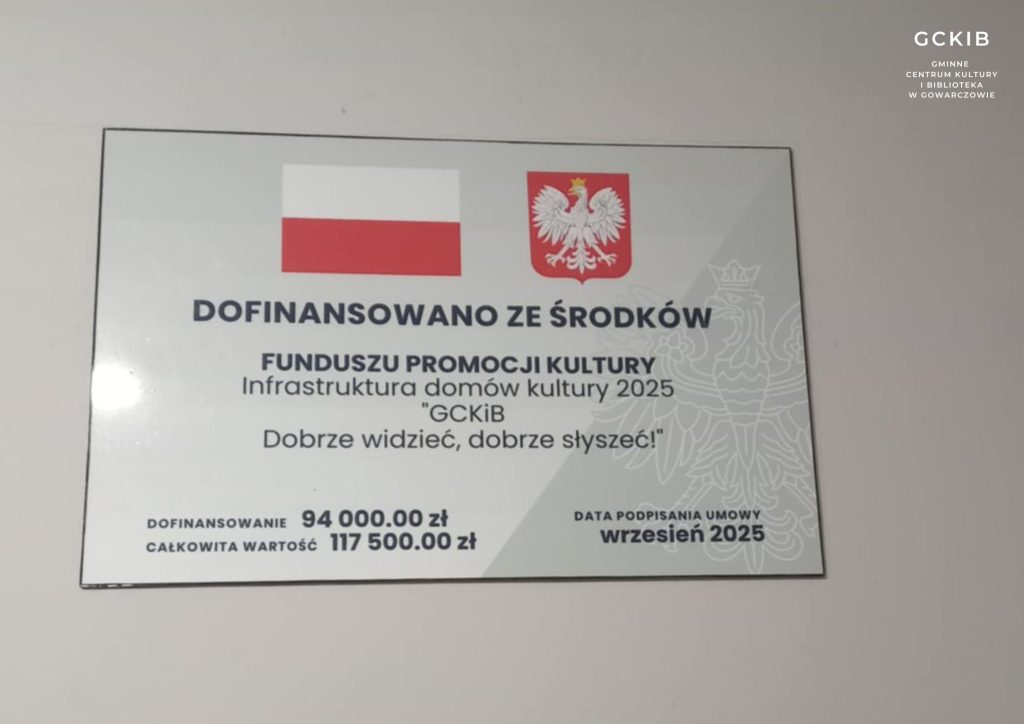 GCKIB
GMINNE
CENTRUM KULTURY
I BIBLIOTEKA
W GOWARCZOWIE
DOFINANSOWANO ZE ŚRODKÓW
FUNDUSZU PROMOCJI KULTURY
Infrastruktura domów kultury 2025
"GCKiB
Dobrze widzieć, dobrze słyszeć!"
DOFINANSOWANIE 94 000.00 zł
CAŁKOWITA WARTOŚĆ 117 500.00 zł
DATA PODPISANIA UMOWY
wrzesień 2025